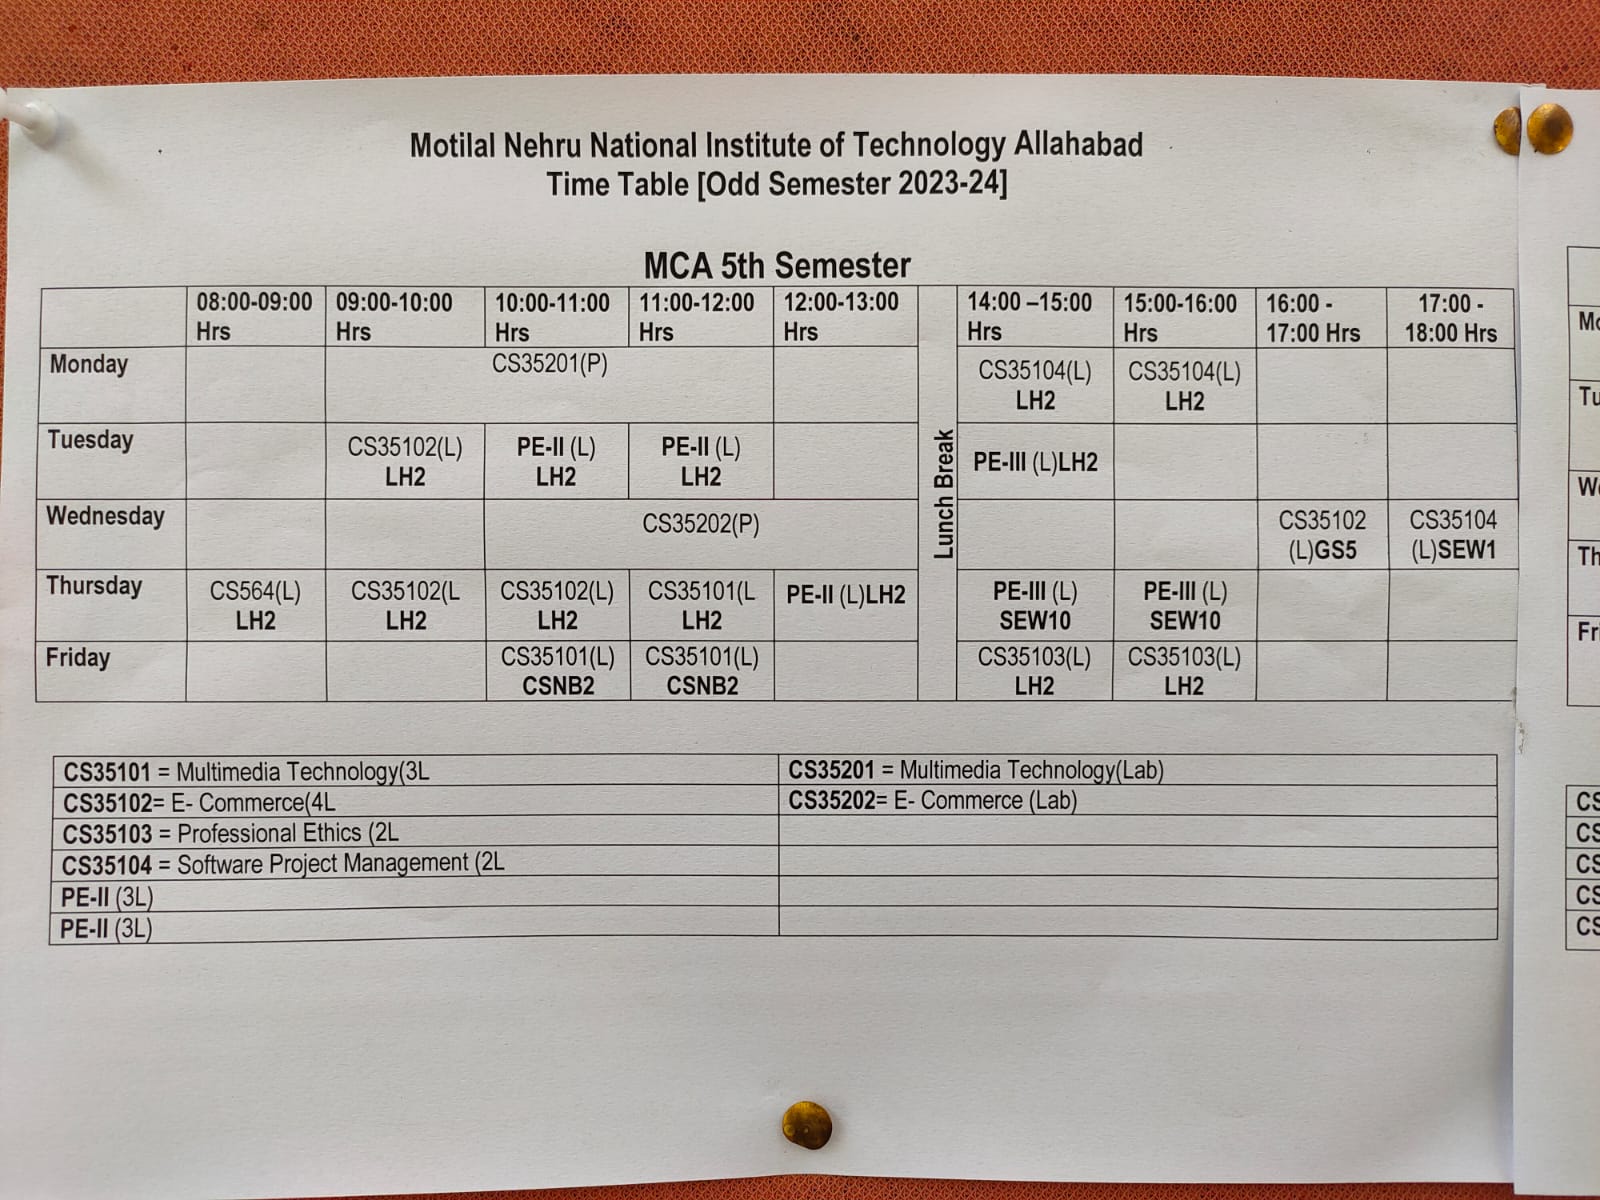 Motilal Nehru National Institute of Technology Allahabad
Time Table [Odd Semester 2023-24]
MCA 5th Semester
08:00-09:00 Hrs 09:00-10:00 Hrs 10:00-11:00 Hrs 11:00-12:00 Hrs 12:00-13:00 Hrs Lunch Break 14:00 –15:00 Hrs 15:00-16:00 Hrs 16:00 - 17:00 Hrs 17:00 - 18:00 Hrs
Monday CS35201(P) CS35104(L) LH2 CS35104(L) LH2
Tuesday CS35102(L) LH2 PE-II (L) LH2 PE-II (L) LH2 PE-III (L)LH2
Wednesday CS35202(P) CS35102 (L)GS5 CS35104 (L)SEW1
Thursday CS564(L) LH2 CS35102(L LH2 CS35102(L) LH2 CS35101(L LH2 PE-II (L)LH2 PE-III (L) SEW10 PE-III (L) SEW10
Friday CS35101(L) CSNB2 CS35101(L) CSNB2 CS35103(L) LH2 CS35103(L) LH2
CS35101 = Multimedia Technology(3L CS35201 = Multimedia Technology(Lab)
CS35102= E- Commerce(4L CS35202= E- Commerce (Lab)
CS35103 = Professional Ethics (2L
CS35104 = Software Project Management (2L
PE-II (3L)
PE-II (3L)
Mo
Tu
We
Th
Fri
CS
CS
CS
CS
CS